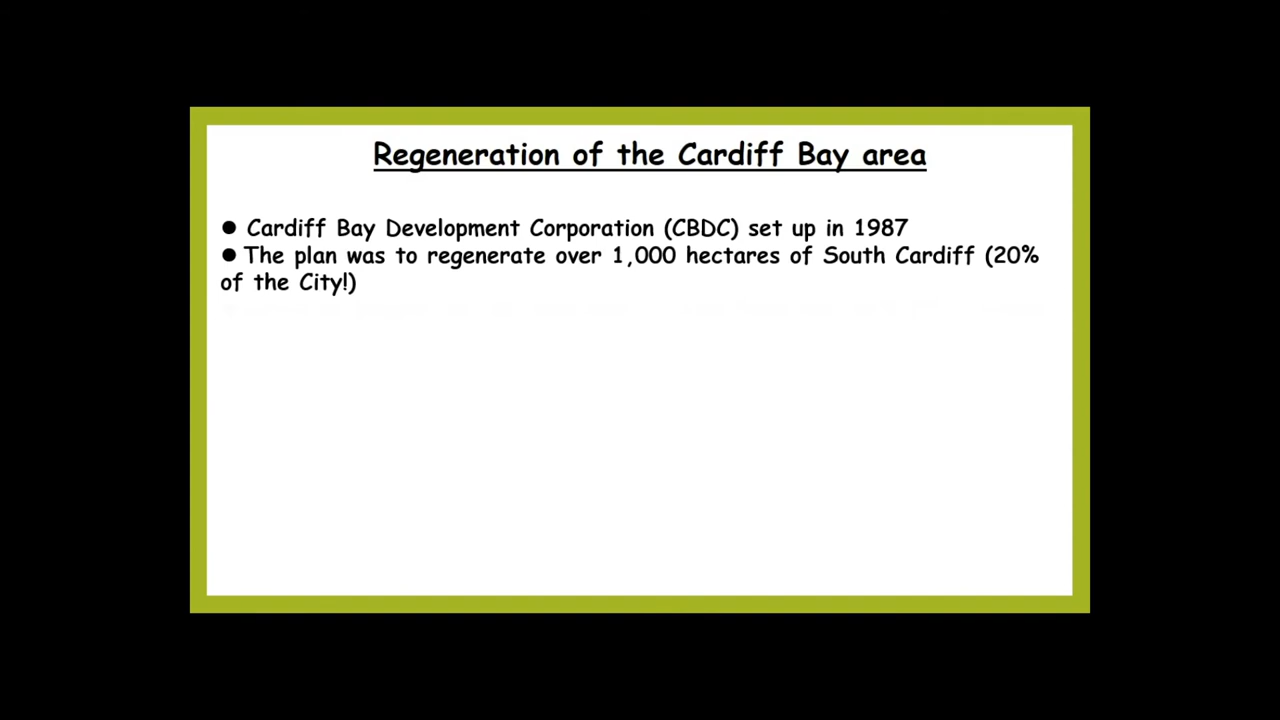 Regeneration of the Cardiff Bay area
● Cardiff Bay Development Corporation (CBDC) set up in 1987
● The plan was to regenerate over 1,000 hectares of South Cardiff (20%
of the City!)